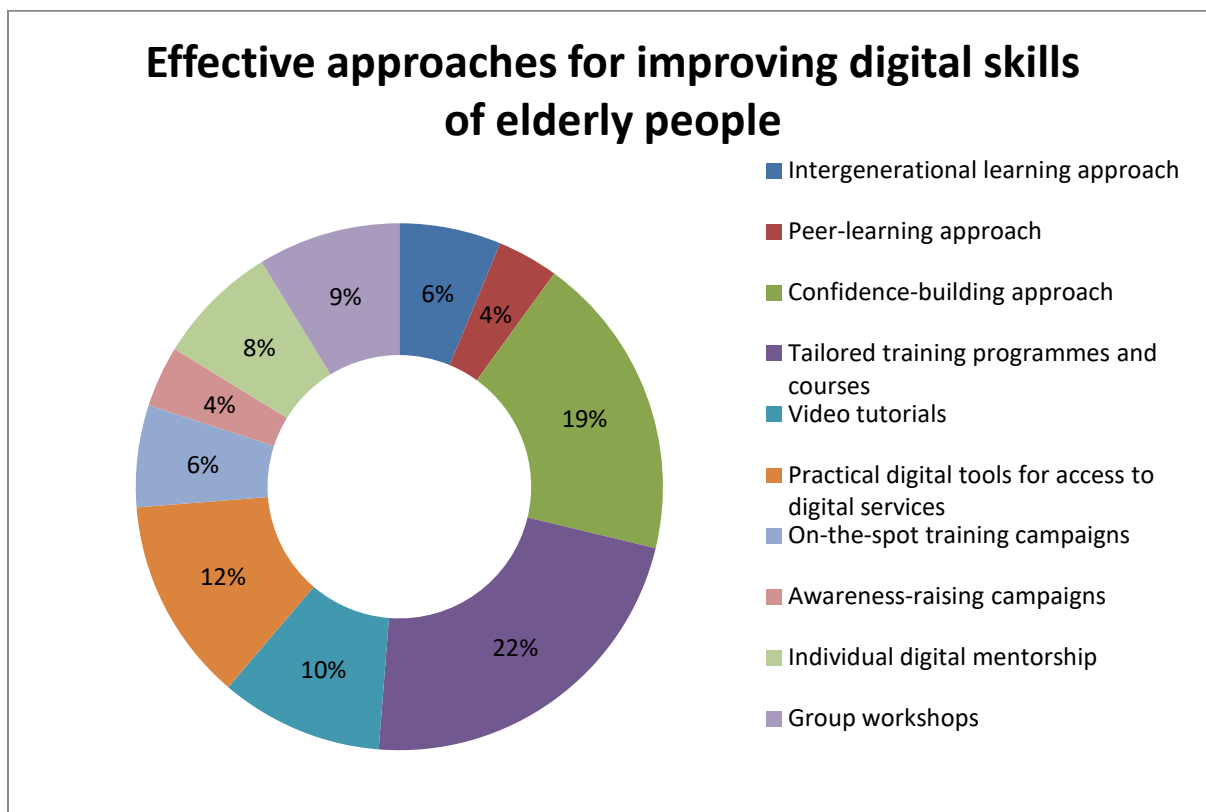 Effective approaches for improving digital skills
of elderly people
Intergenerational learning approach
Peer-learning approach
Confidence-building approach
Tailored training programmes and
courses
Video tutorials
Practical digital tools for access to
digital services
On-the-spot training campaigns
Awareness-raising campaigns
Individual digital mentorship
Group workshops
6%
4%
19%
22%
10%
12%
6%
4%
8%
9%